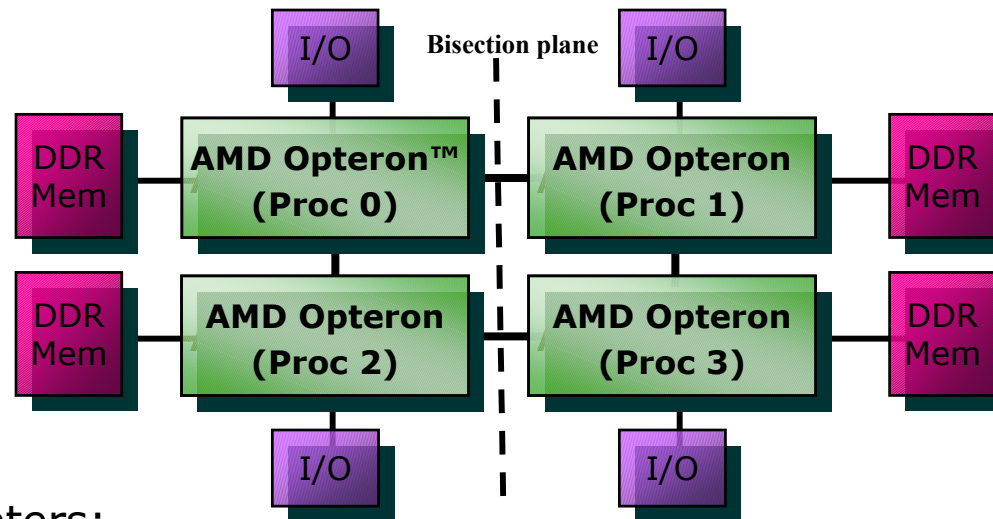 I/O
Bisection plane
I/O
DDR
Mem
AMD Opteron™
(Proc 0)
AMD Opteron
(Proc 1)
DDR
Mem
DDR
Mem
AMD Opteron
(Proc 2)
AMD Opteron
(Proc 3)
DDR
Mem
I/O
I/O